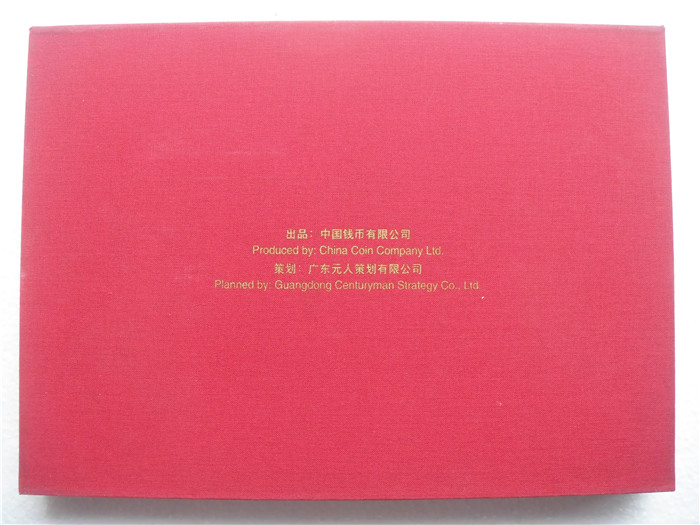 出品：中国钱币有限公司
Produced by: China Coin Company Ltd.
策划：广东元人策划有限公司
Planned by: Guangdong Centuryman Strategy Co., Ltd.